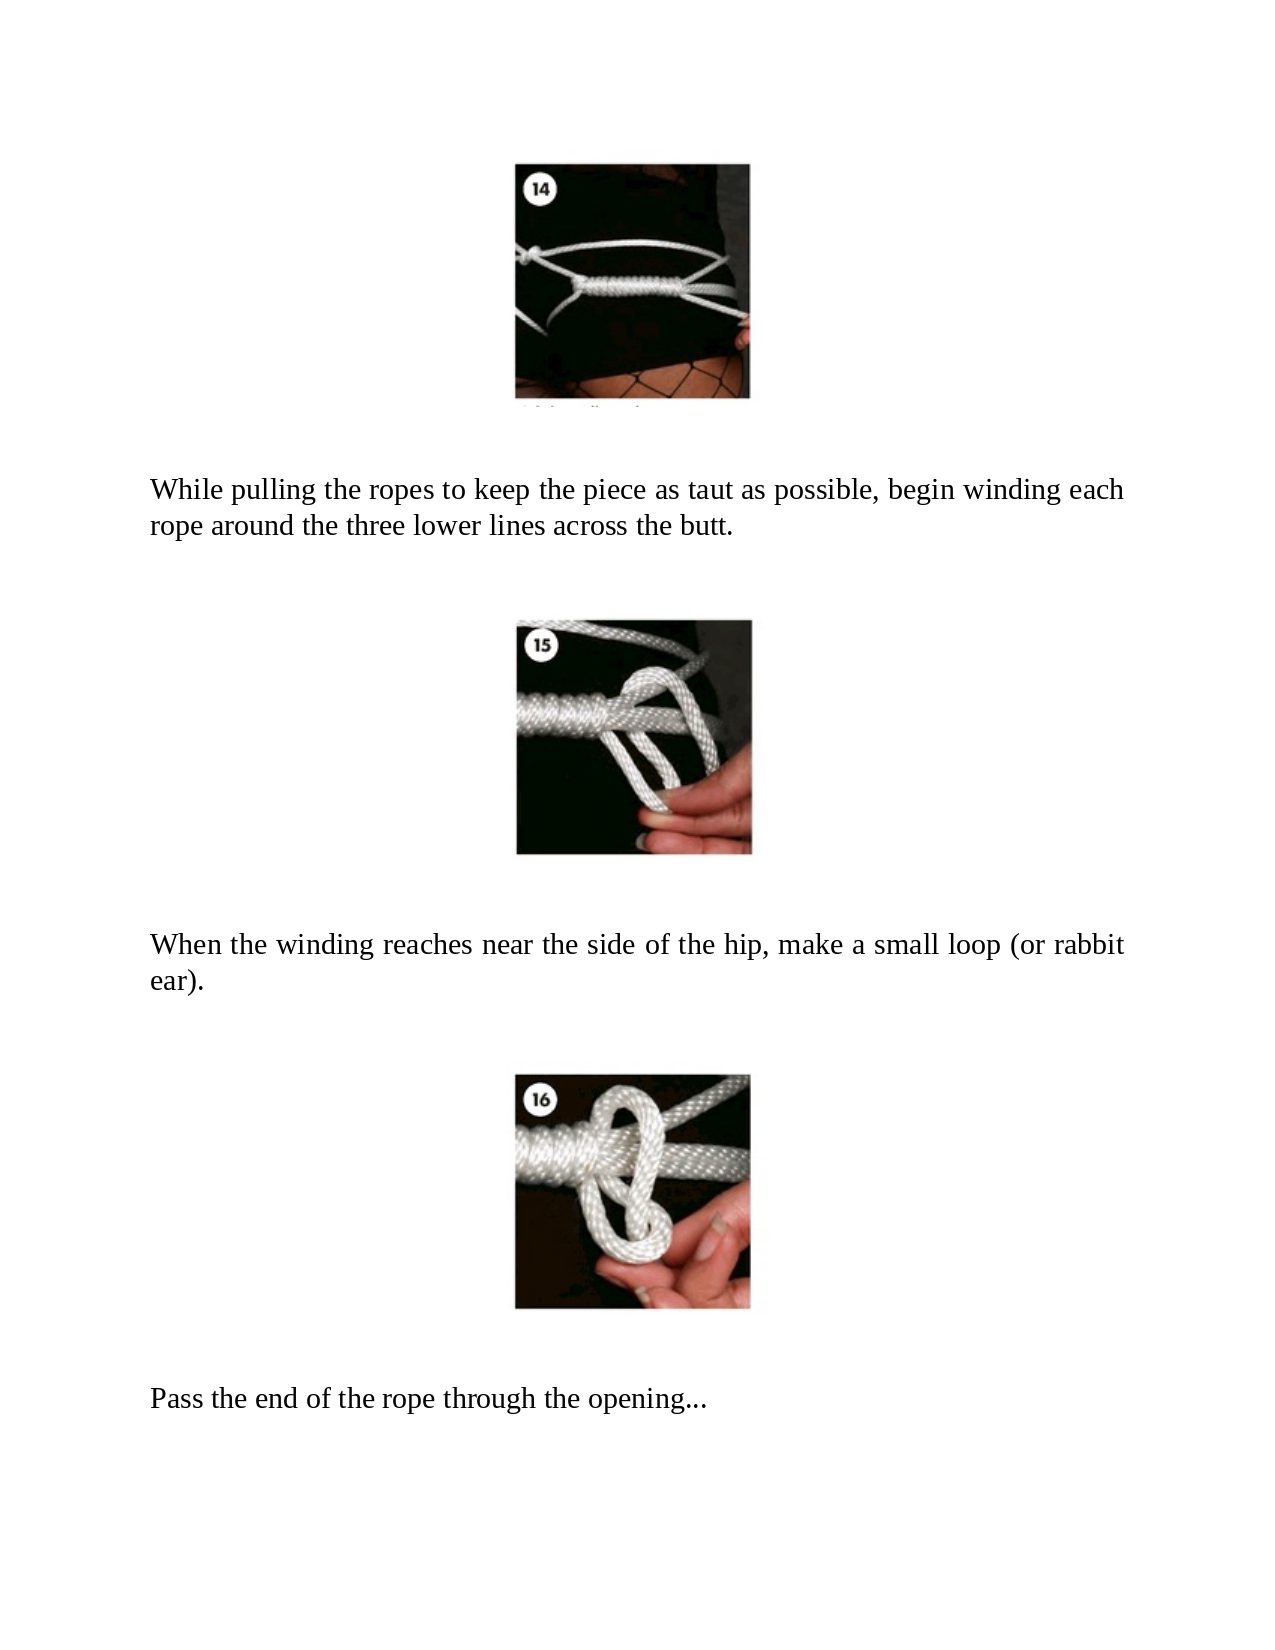 14
While pulling the ropes to keep the piece as taut as possible, begin winding each
rope around the three lower lines across the butt.
15
When the winding reaches near the side of the hip, make a small loop (or rabbit
ear).
16
Pass the end of the rope through the opening...